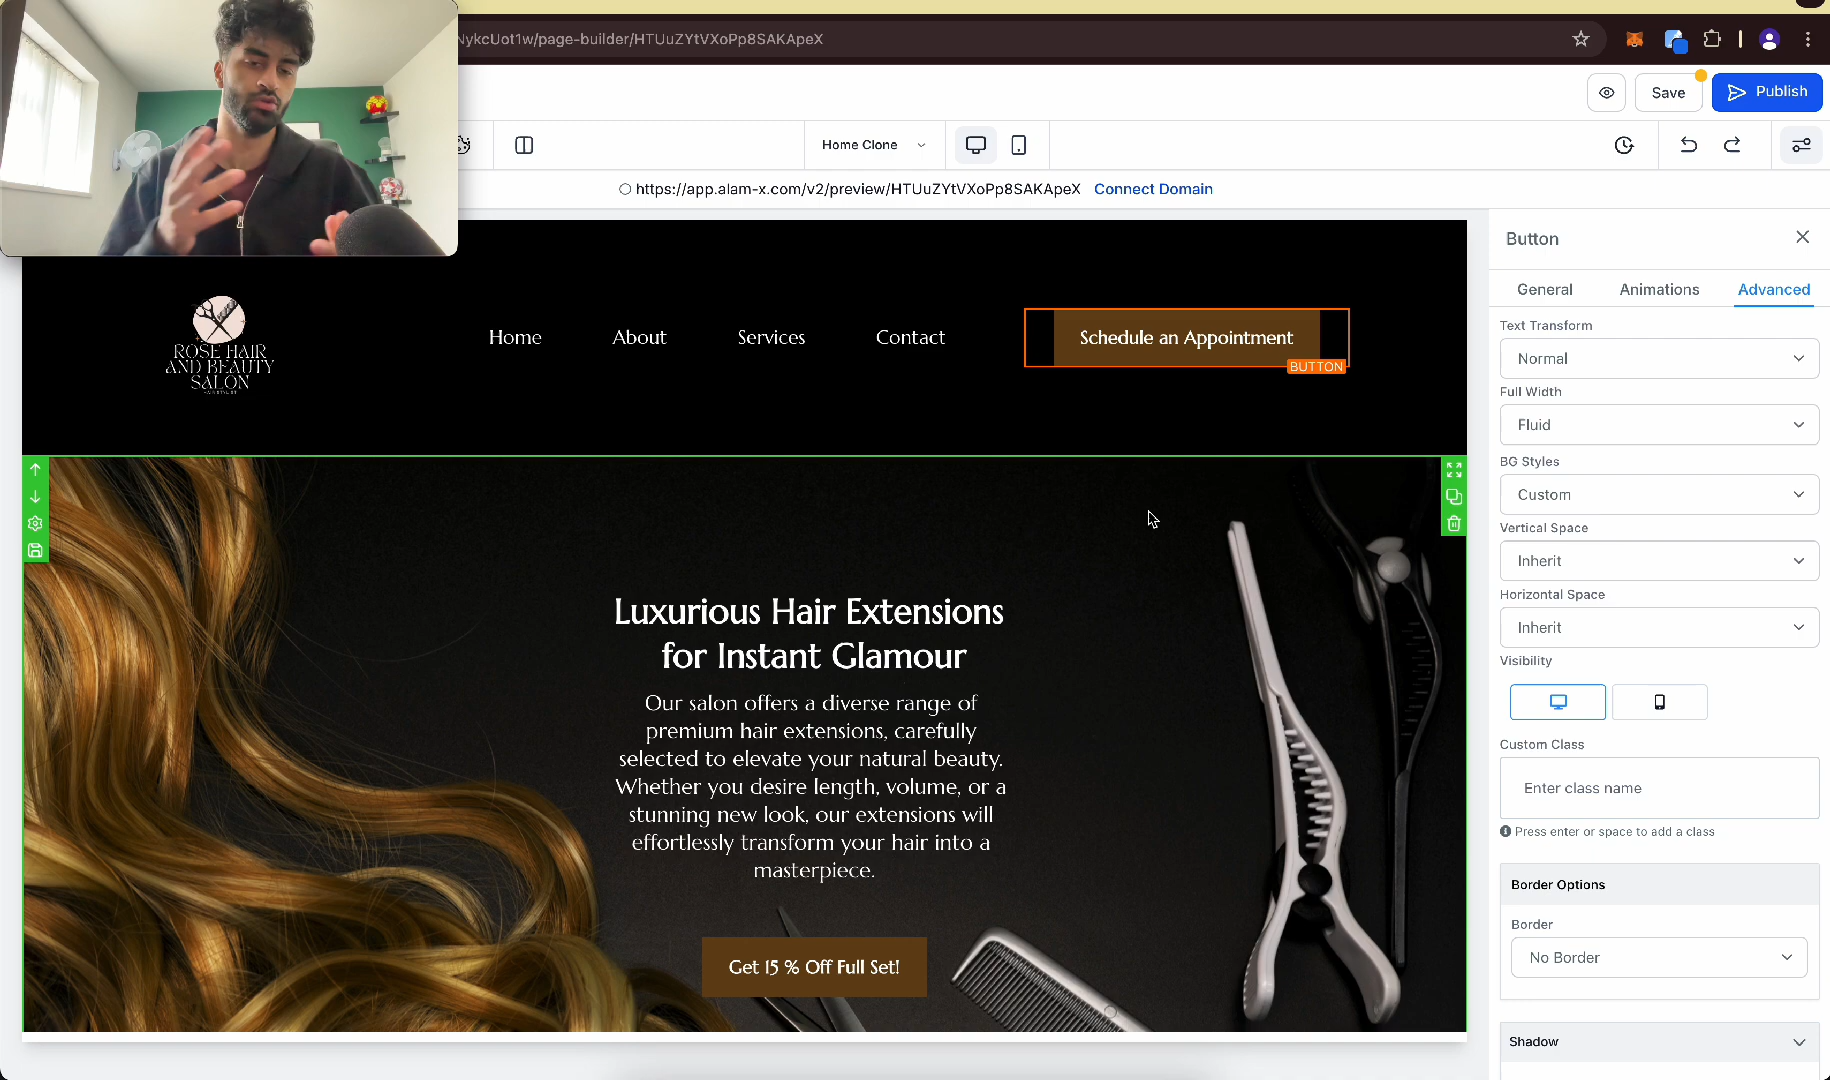 NykcUot1w/page-builder/HTUuZYtVXoPp8SAKApeX
Save
Publish
Home Clone
https://app.alam-x.com/v2/preview/HTUuZYtVXoPp8SAKApeX Connect Domain
ROSE HAIR
AND BEAUTY
SALON
Home
About
Services
Contact
Schedule an Appointment
BUTTON
Luxurious Hair Extensions
for Instant Glamour
Our salon offers a diverse range of
premium hair extensions, carefully
selected to elevate your natural beauty.
Whether you desire length, volume, or a
stunning new look, our extensions will
effortlessly transform your hair into a
masterpiece.
Get 15 % Off Full Set!
Button
General
Animations
Advanced
Text Transform
Normal
Full Width
Fluid
BG Styles
Custom
Vertical Space
Inherit
Horizontal Space
Inherit
Visibility
Custom Class
Enter class name
Press enter or space to add a class
Border Options
Border
No Border
Shadow